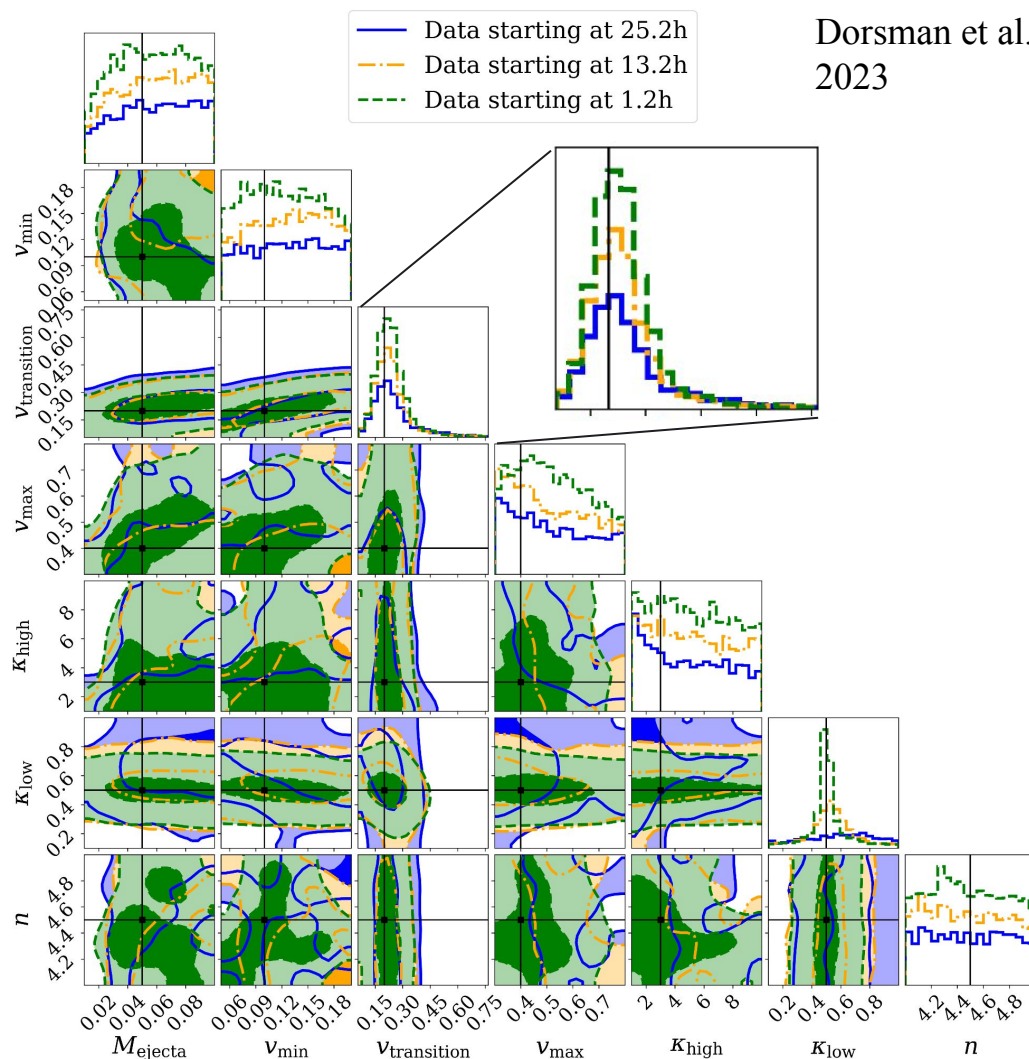 Data starting at 25.2h
Data starting at 13.2h
Data starting at 1.2h
Dorsman et al.
2023
v_min
0.18
0.15
0.12
0.09
0.06
v_transition
0.75
0.60
0.45
0.30
0.15
v_max
0.7
0.6
0.5
0.4
κ_high
8
6
4
2
κ_low
0.8
0.6
0.4
0.2
n
4.8
4.6
4.4
4.2
0.02 0.04 0.06 0.08
0.06 0.09 0.12 0.15 0.18
0.15 0.30 0.45 0.60 0.75
0.4 0.5 0.6 0.7
2 4 6 8
0.2 0.4 0.6 0.8
4.2 4.4 4.6 4.8
M_ejecta v_min v_transition v_max κ_high κ_low n